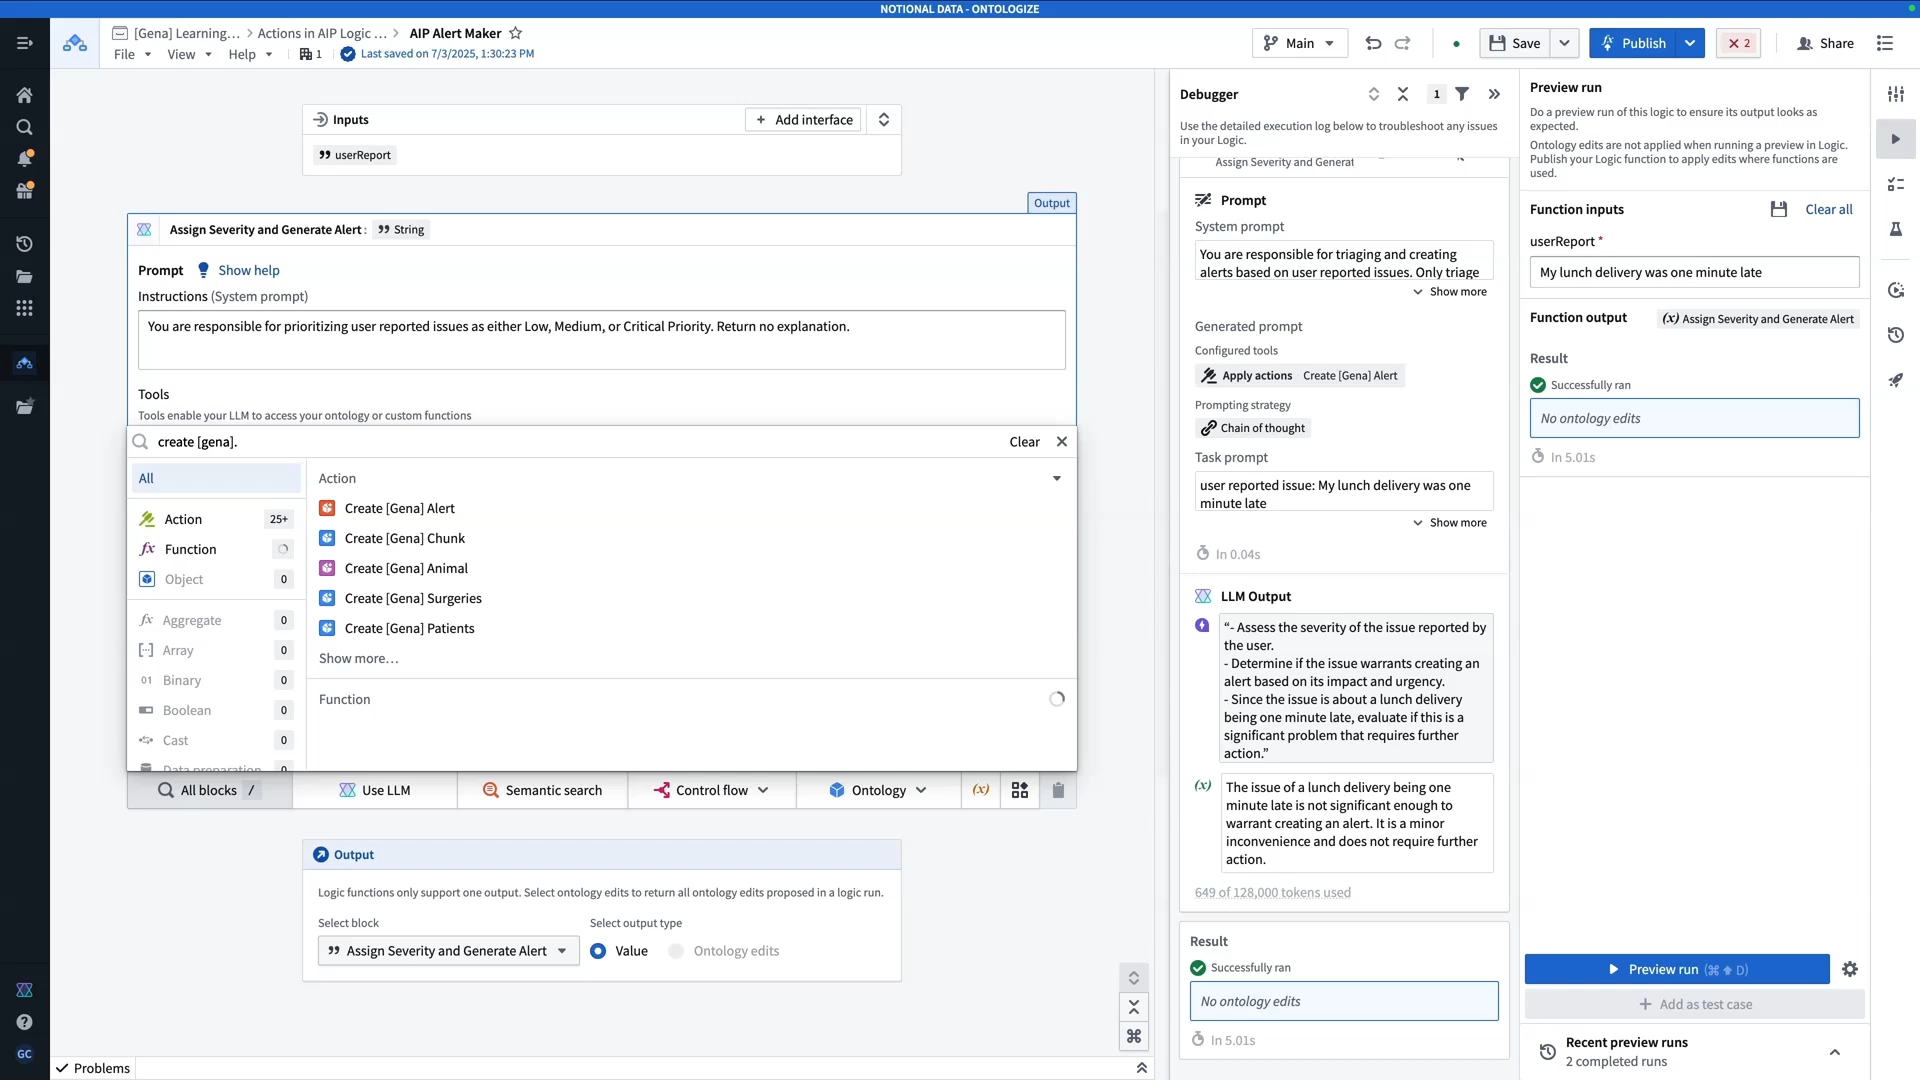 NOTIONAL DATA - ONTOLOGIZE
[Gena] Learning... > Actions in AIP Logic ... > AIP Alert Maker
File View Help 1 Last saved on 7/3/2025, 1:30:23 PM
Main Save Publish 2 Share
Inputs
Add interface
userReport
Output
Assign Severity and Generate Alert : String
Prompt Show help
Instructions (System prompt)
You are responsible for prioritizing user reported issues as either Low, Medium, or Critical Priority. Return no explanation.
Tools
Tools enable your LLM to access your ontology or custom functions
create [gena].
Clear
All
Action 25+
Function
Object 0
Aggregate 0
Array 0
Binary 0
Boolean 0
Cast 0
Data preparation 0
Action
Create [Gena] Alert
Create [Gena] Chunk
Create [Gena] Animal
Create [Gena] Surgeries
Create [Gena] Patients
Show more...
Function
All blocks / Use LLM Semantic search Control flow Ontology (x)
Output
Logic functions only support one output. Select ontology edits to return all ontology edits proposed in a logic run.
Select block Select output type
Assign Severity and Generate Alert Value Ontology edits
Problems
GC
Debugger 1
Use the detailed execution log below to troubleshoot any issues
in your Logic.
Assign Severity and Generat
Prompt
System prompt
You are responsible for triaging and creating
alerts based on user reported issues. Only triage
Show more
Generated prompt
Configured tools
Apply actions Create [Gena] Alert
Prompting strategy
Chain of thought
Task prompt
user reported issue: My lunch delivery was one
minute late
Show more
In 0.04s
LLM Output
“- Assess the severity of the issue reported by
the user.
- Determine if the issue warrants creating an
alert based on its impact and urgency.
- Since the issue is about a lunch delivery
being one minute late, evaluate if this is a
significant problem that requires further
action.”
(x) The issue of a lunch delivery being one
minute late is not significant enough to
warrant creating an alert. It is a minor
inconvenience and does not require further
action.
649 of 128,000 tokens used
Result
Successfully ran
No ontology edits
In 5.01s
Preview run
Do a preview run of this logic to ensure its output looks as
expected.
Ontology edits are not applied when running a preview in Logic.
Publish your Logic function to apply edits where functions are
used.
Function inputs Clear all
userReport *
My lunch delivery was one minute late
Function output (x) Assign Severity and Generate Alert
Result
Successfully ran
No ontology edits
In 5.01s
Preview run (⌘ ⬆ D)
Add as test case
Recent preview runs
2 completed runs